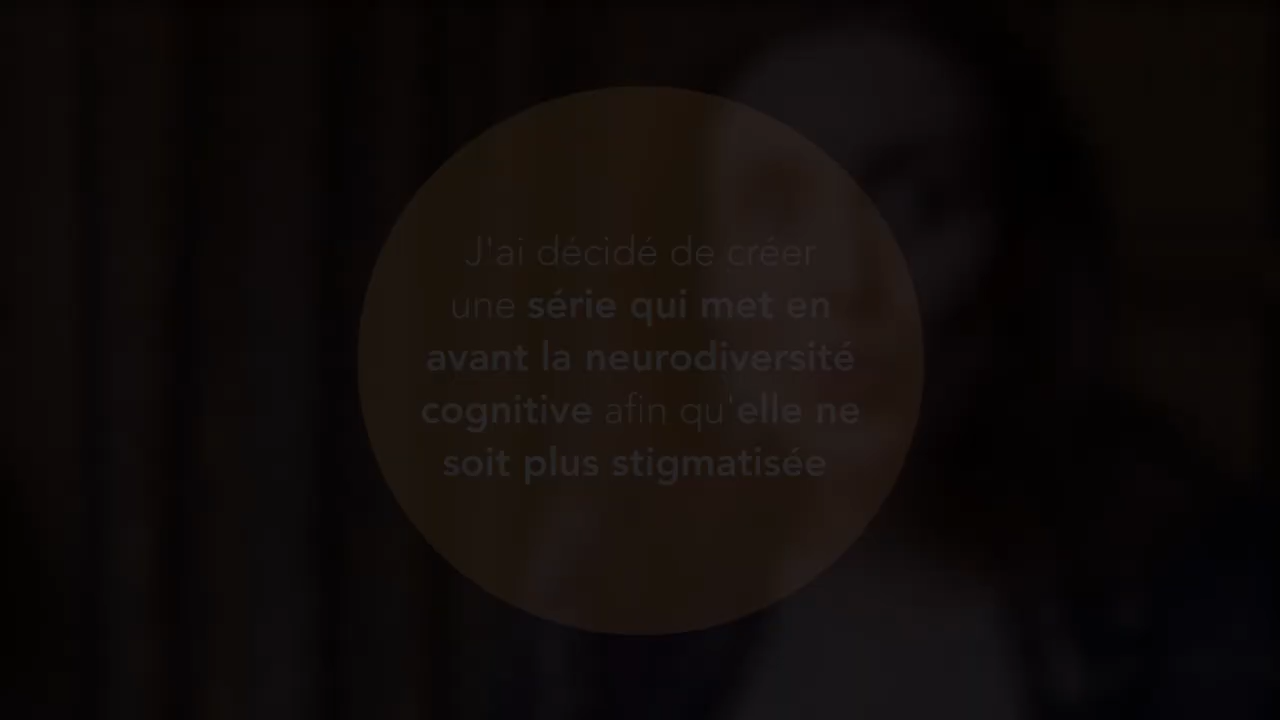 J'ai décidé de créer
une série qui met en
avant la neurodiversité
cognitive afin qu'elle ne
soit plus stigmatisée